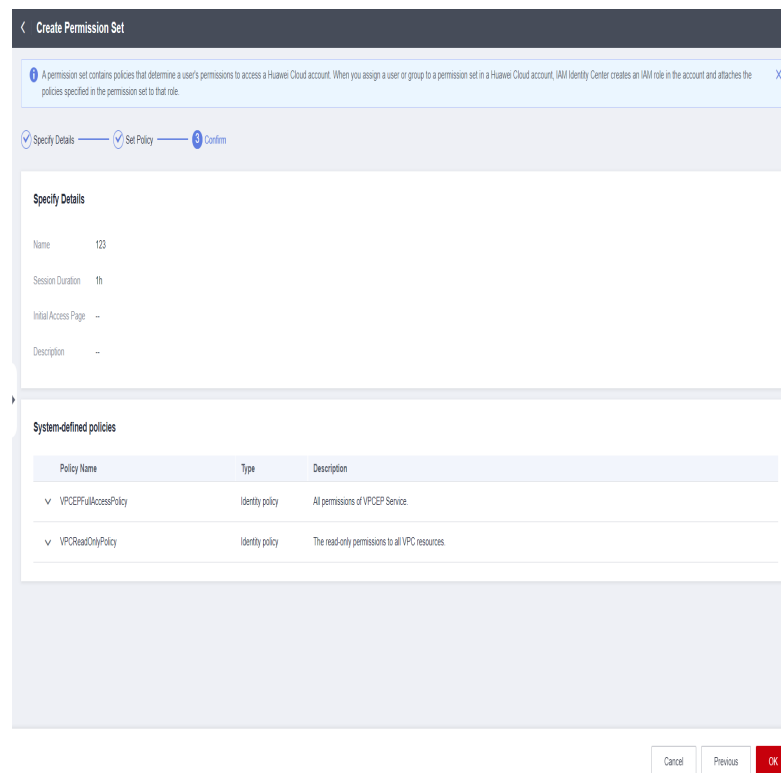 Create Permission Set
A permission set contains policies that determine a user's permissions to access a Huawei Cloud account. When you assign a user or group to a permission set in a Huawei Cloud account, IAM Identity Center creates an IAM role in the account and attaches the
policies specified in the permission set to that role.
Specify Details Set Policy 3 Confirm
Specify Details
Name 123
Session Duration 1h
Initial Access Page --
Description --
System-defined policies
Policy Name Type Description
VPCEPFullAccessPolicy Identity policy All permissions of VPCEP Service.
VPCReadOnlyPolicy Identity policy The read-only permissions to all VPC resources.
Cancel Previous OK